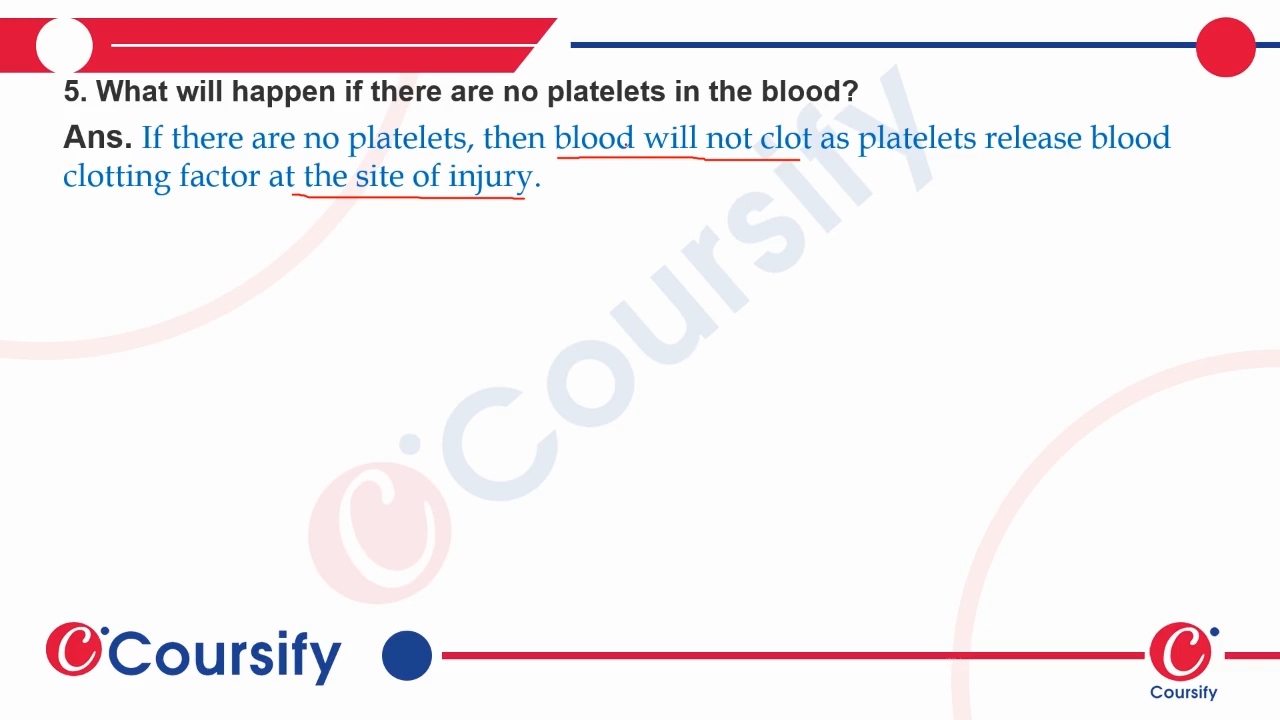 5. What will happen if there are no platelets in the blood?
Ans. If there are no platelets, then blood will not clot as platelets release blood
clotting factor at the site of injury.
Coursify
Coursify
Coursify